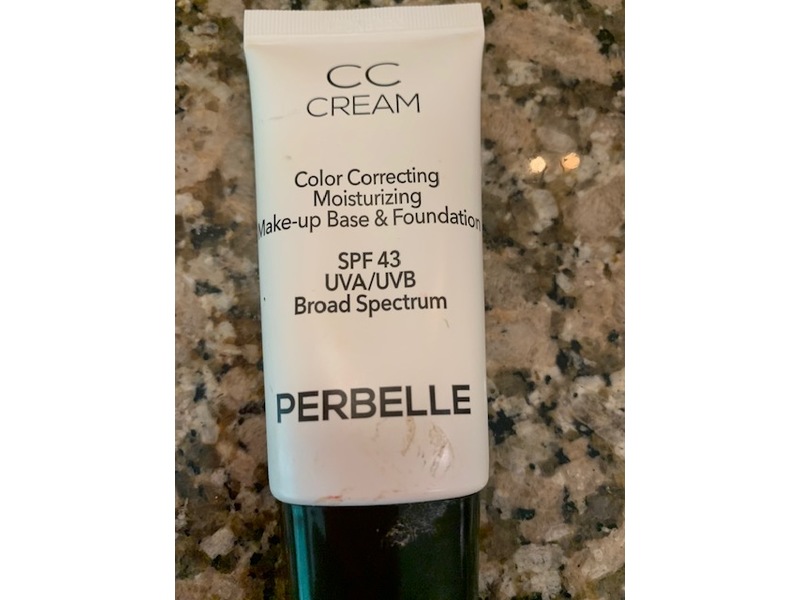 CC
CREAM
Color Correcting
Moisturizing
Make-up Base & Foundation
SPF 43
UVA/UVB
Broad Spectrum
PERBELLE